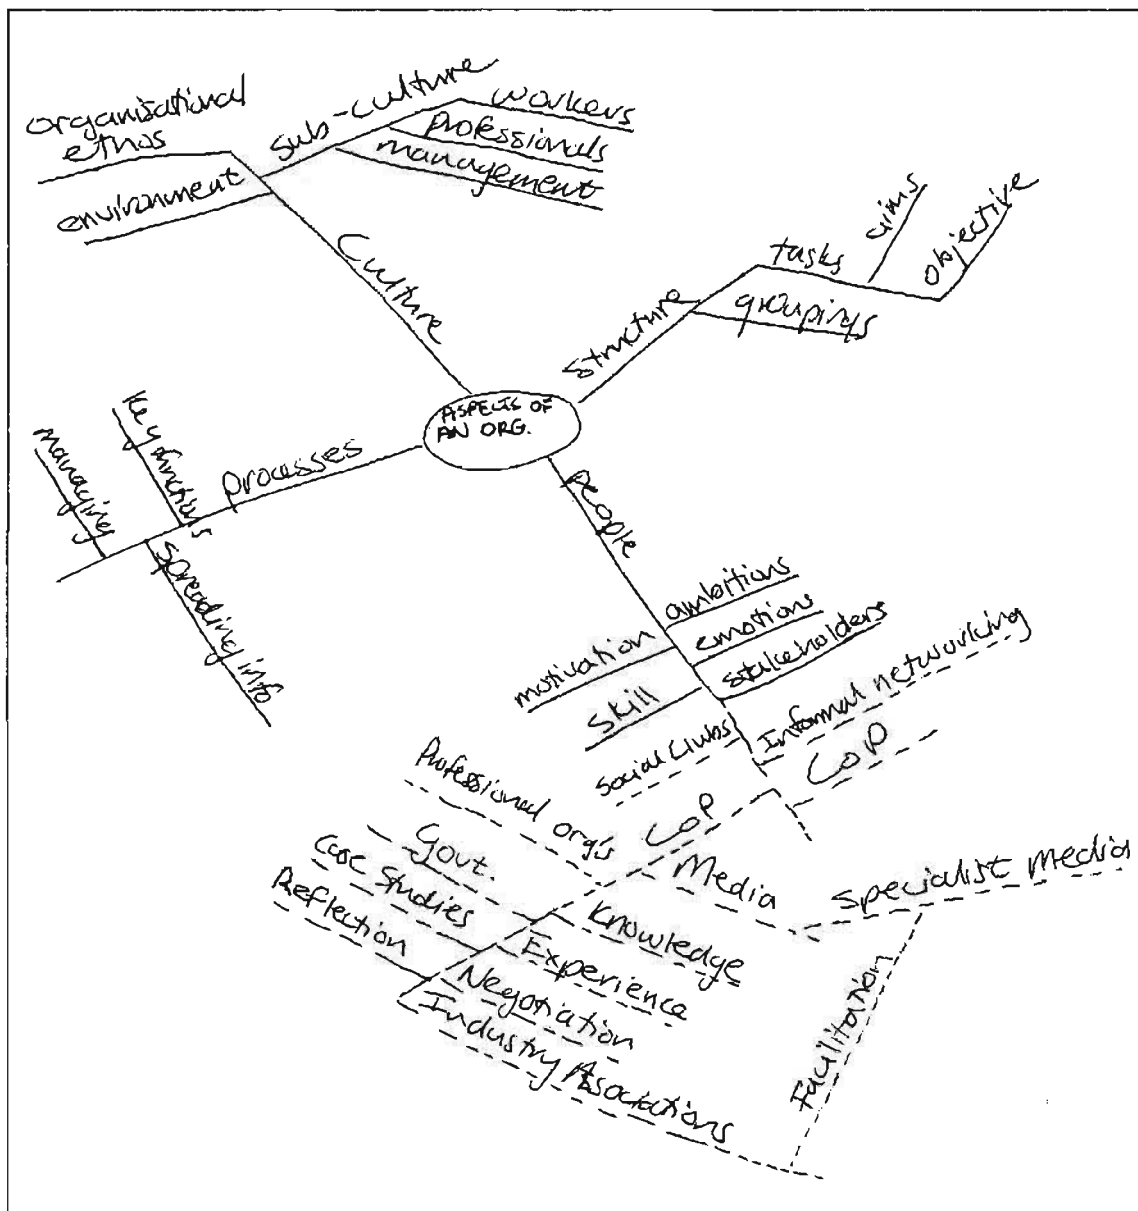 organisational
ethos
environment
sub-culture
workers
professionals
management
Culture
structure
tasks
aims
objective
groupings
ASPECTS OF
AN ORG.
processes
key functions
managing
spreading info
people
ambitions
emotions
stakeholders
motivation
skill
Social Clubs
Informal networking
CoP
CoP
Professional org's
Govt.
Case Studies
Reflection
Media
Specialist Media
Knowledge
Experience
Negotiation
Industry Asociations
Facilitation